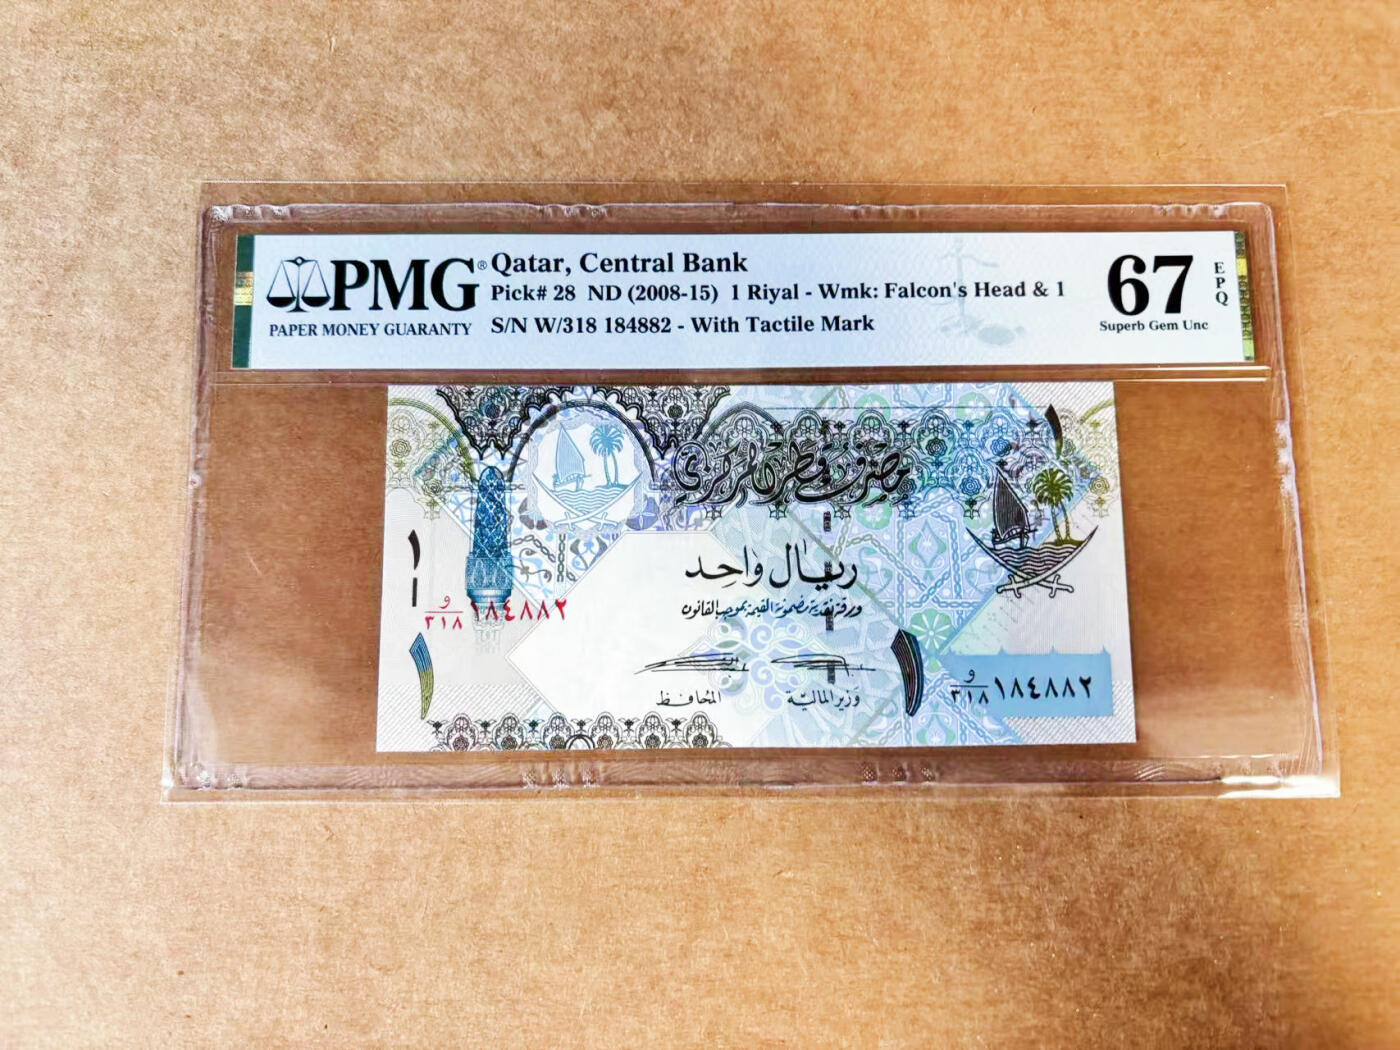 PMG® Qatar, Central Bank
PAPER MONEY GUARANTY
Pick# 28 ND (2008-15) 1 Riyal - Wmk: Falcon's Head & 1
S/N W/318 184882 - With Tactile Mark
67 EPQ
Superb Gem Unc
١
مصرف قطر المركزي
١
ريال واحد
ورقة نقدية مضمونة القيمة بموجب القانون
و
٣١٨ ١٨٤٨٨٢
١
١
وزير المالية
المحافظ
و
٣١٨ ١٨٤٨٨٢